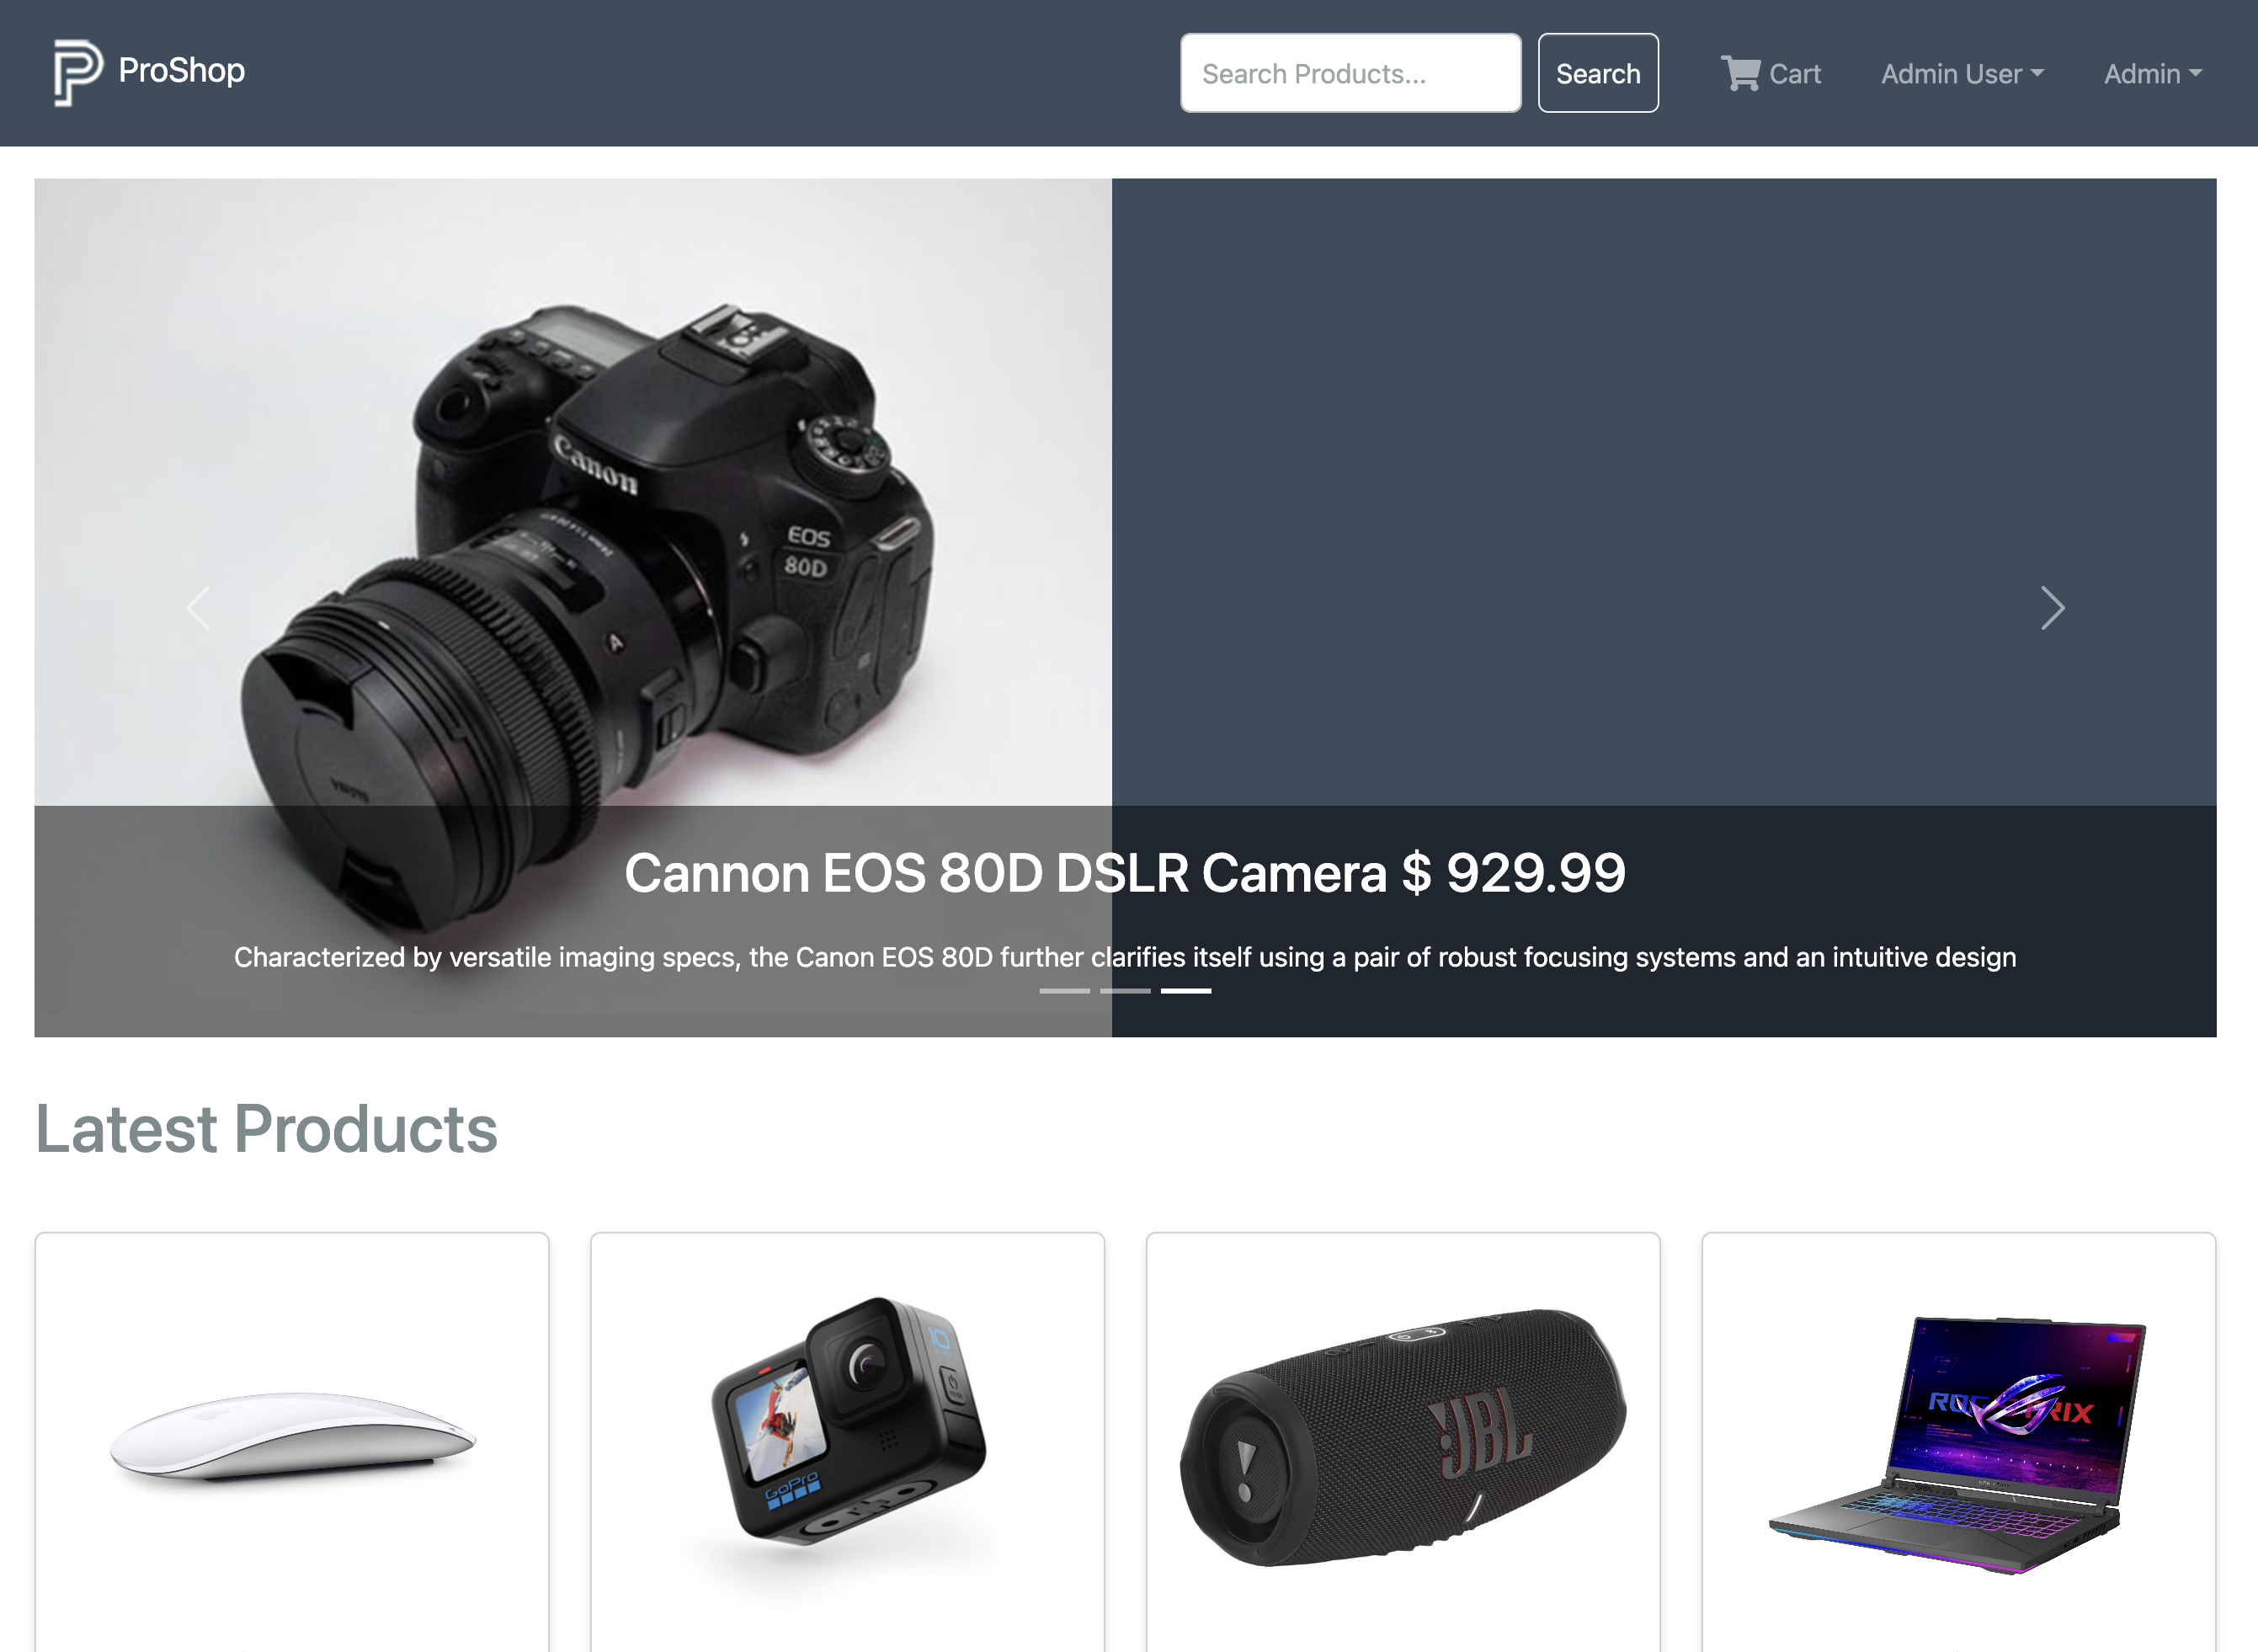 ProShop
Search Products...
Search
Cart
Admin User
Admin
Canon
EOS
80D
A
Cannon EOS 80D DSLR Camera $ 929.99
Characterized by versatile imaging specs, the Canon EOS 80D further clarifies itself using a pair of robust focusing systems and an intuitive design
Latest Products
10
GoPro
JBL